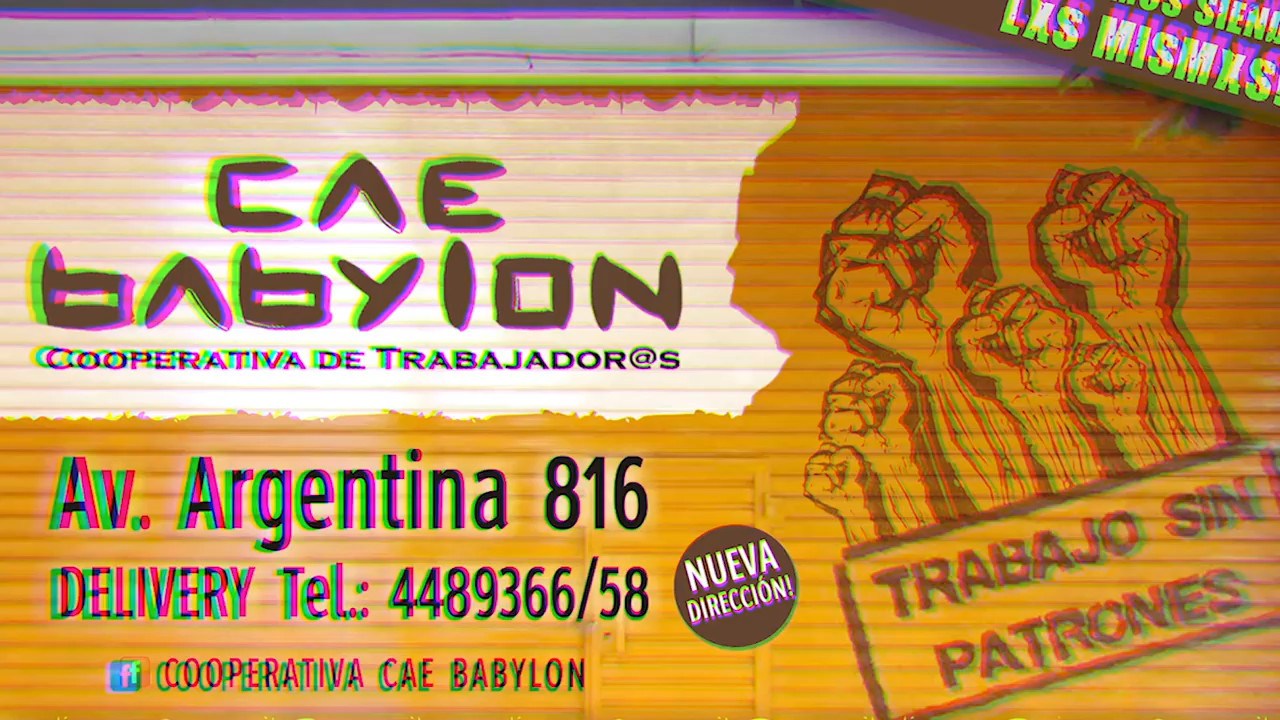 SIEND
LXS MISMXS!
CAE
babylon
COOPERATIVA DE TRABAJADOR@S
Av. Argentina 816
DELIVERY Tel.: 4489366/58
NUEVA
DIRECCIÓN!
f COOPERATIVA CAE BABYLON
TRABAJO SIN
PATRONES